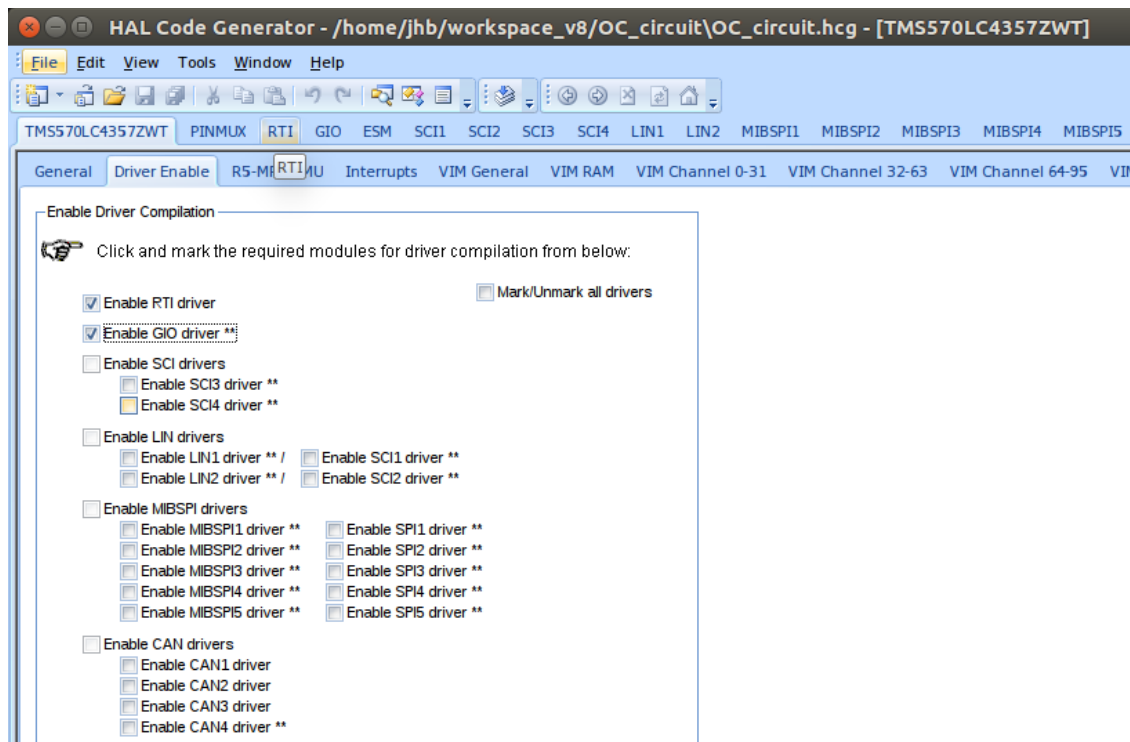 HAL Code Generator - /home/jhb/workspace_v8/OC_circuit\OC_circuit.hcg - [TMS570LC4357ZWT]
File Edit View Tools Window Help
TMS570LC4357ZWT PINMUX RTI GIO ESM SCI1 SCI2 SCI3 SCI4 LIN1 LIN2 MIBSPI1 MIBSPI2 MIBSPI3 MIBSPI4 MIBSPI5
General Driver Enable R5-MP RTI MU Interrupts VIM General VIM RAM VIM Channel 0-31 VIM Channel 32-63 VIM Channel 64-95 VI
Enable Driver Compilation
Click and mark the required modules for driver compilation from below:
Mark/Unmark all drivers
Enable RTI driver
Enable GIO driver **
Enable SCI drivers
Enable SCI3 driver **
Enable SCI4 driver **
Enable LIN drivers
Enable LIN1 driver ** / Enable SCI1 driver **
Enable LIN2 driver ** / Enable SCI2 driver **
Enable MIBSPI drivers
Enable MIBSPI1 driver ** Enable SPI1 driver **
Enable MIBSPI2 driver ** Enable SPI2 driver **
Enable MIBSPI3 driver ** Enable SPI3 driver **
Enable MIBSPI4 driver ** Enable SPI4 driver **
Enable MIBSPI5 driver ** Enable SPI5 driver **
Enable CAN drivers
Enable CAN1 driver
Enable CAN2 driver
Enable CAN3 driver
Enable CAN4 driver **